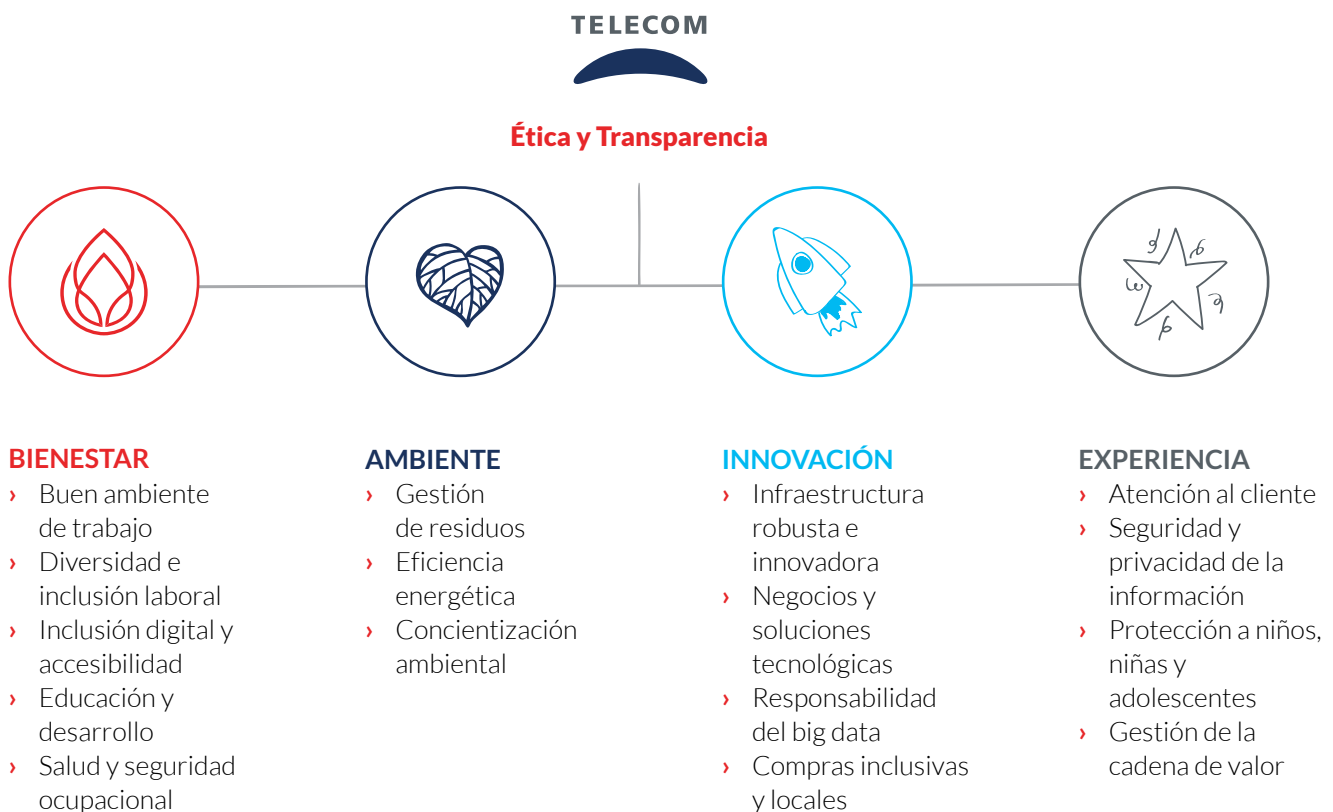 TELECOM
Ética y Transparencia
BIENESTAR
› Buen ambiente
de trabajo
› Diversidad e
inclusión laboral
› Inclusión digital y
accesibilidad
› Educación y
desarrollo
› Salud y seguridad
ocupacional
AMBIENTE
› Gestión
de residuos
› Eficiencia
energética
› Concientización
ambiental
INNOVACIÓN
› Infraestructura
robusta e
innovadora
› Negocios y
soluciones
tecnológicas
› Responsabilidad
del big data
› Compras inclusivas
y locales
EXPERIENCIA
› Atención al cliente
› Seguridad y
privacidad de la
información
› Protección a niños,
niñas y
adolescentes
› Gestión de la
cadena de valor